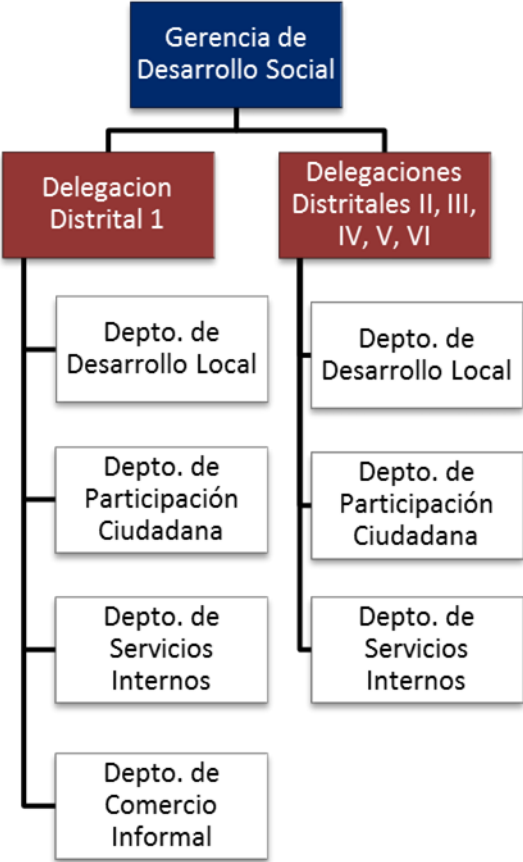 Gerencia de
Desarrollo Social
Delegacion
Distrital 1
Delegaciones
Distritales II, III,
IV, V, VI
Depto. de
Desarrollo Local
Depto. de
Participación
Ciudadana
Depto. de
Servicios
Internos
Depto. de
Comercio
Informal
Depto. de
Desarrollo Local
Depto. de
Participación
Ciudadana
Depto. de
Servicios
Internos